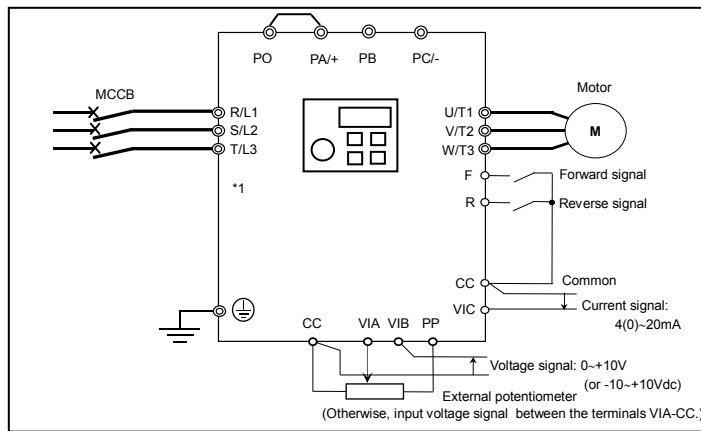 PO PA/+ PB PC/-
MCCB
R/L1
S/L2
T/L3
*1
U/T1
V/T2
W/T3
Motor
M
F
Forward signal
R
Reverse signal
CC
Common
VIC
Current signal:
4(0)~20mA
CC VIA VIB PP
Voltage signal: 0~+10V
(or -10~+10Vdc)
External potentiometer
(Otherwise, input voltage signal between the terminals VIA-CC.)